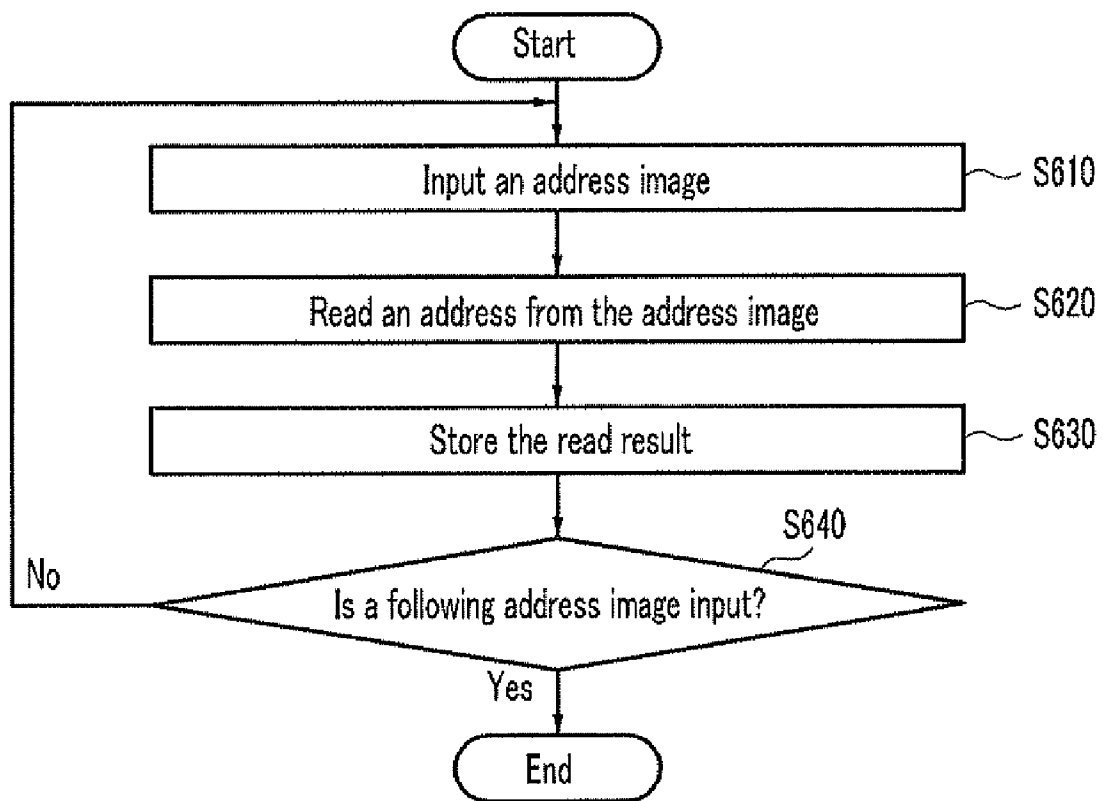 Start
Input an address image
S610
Read an address from the address image
S620
Store the read result
S630
S640
No
Is a following address image input?
Yes
End